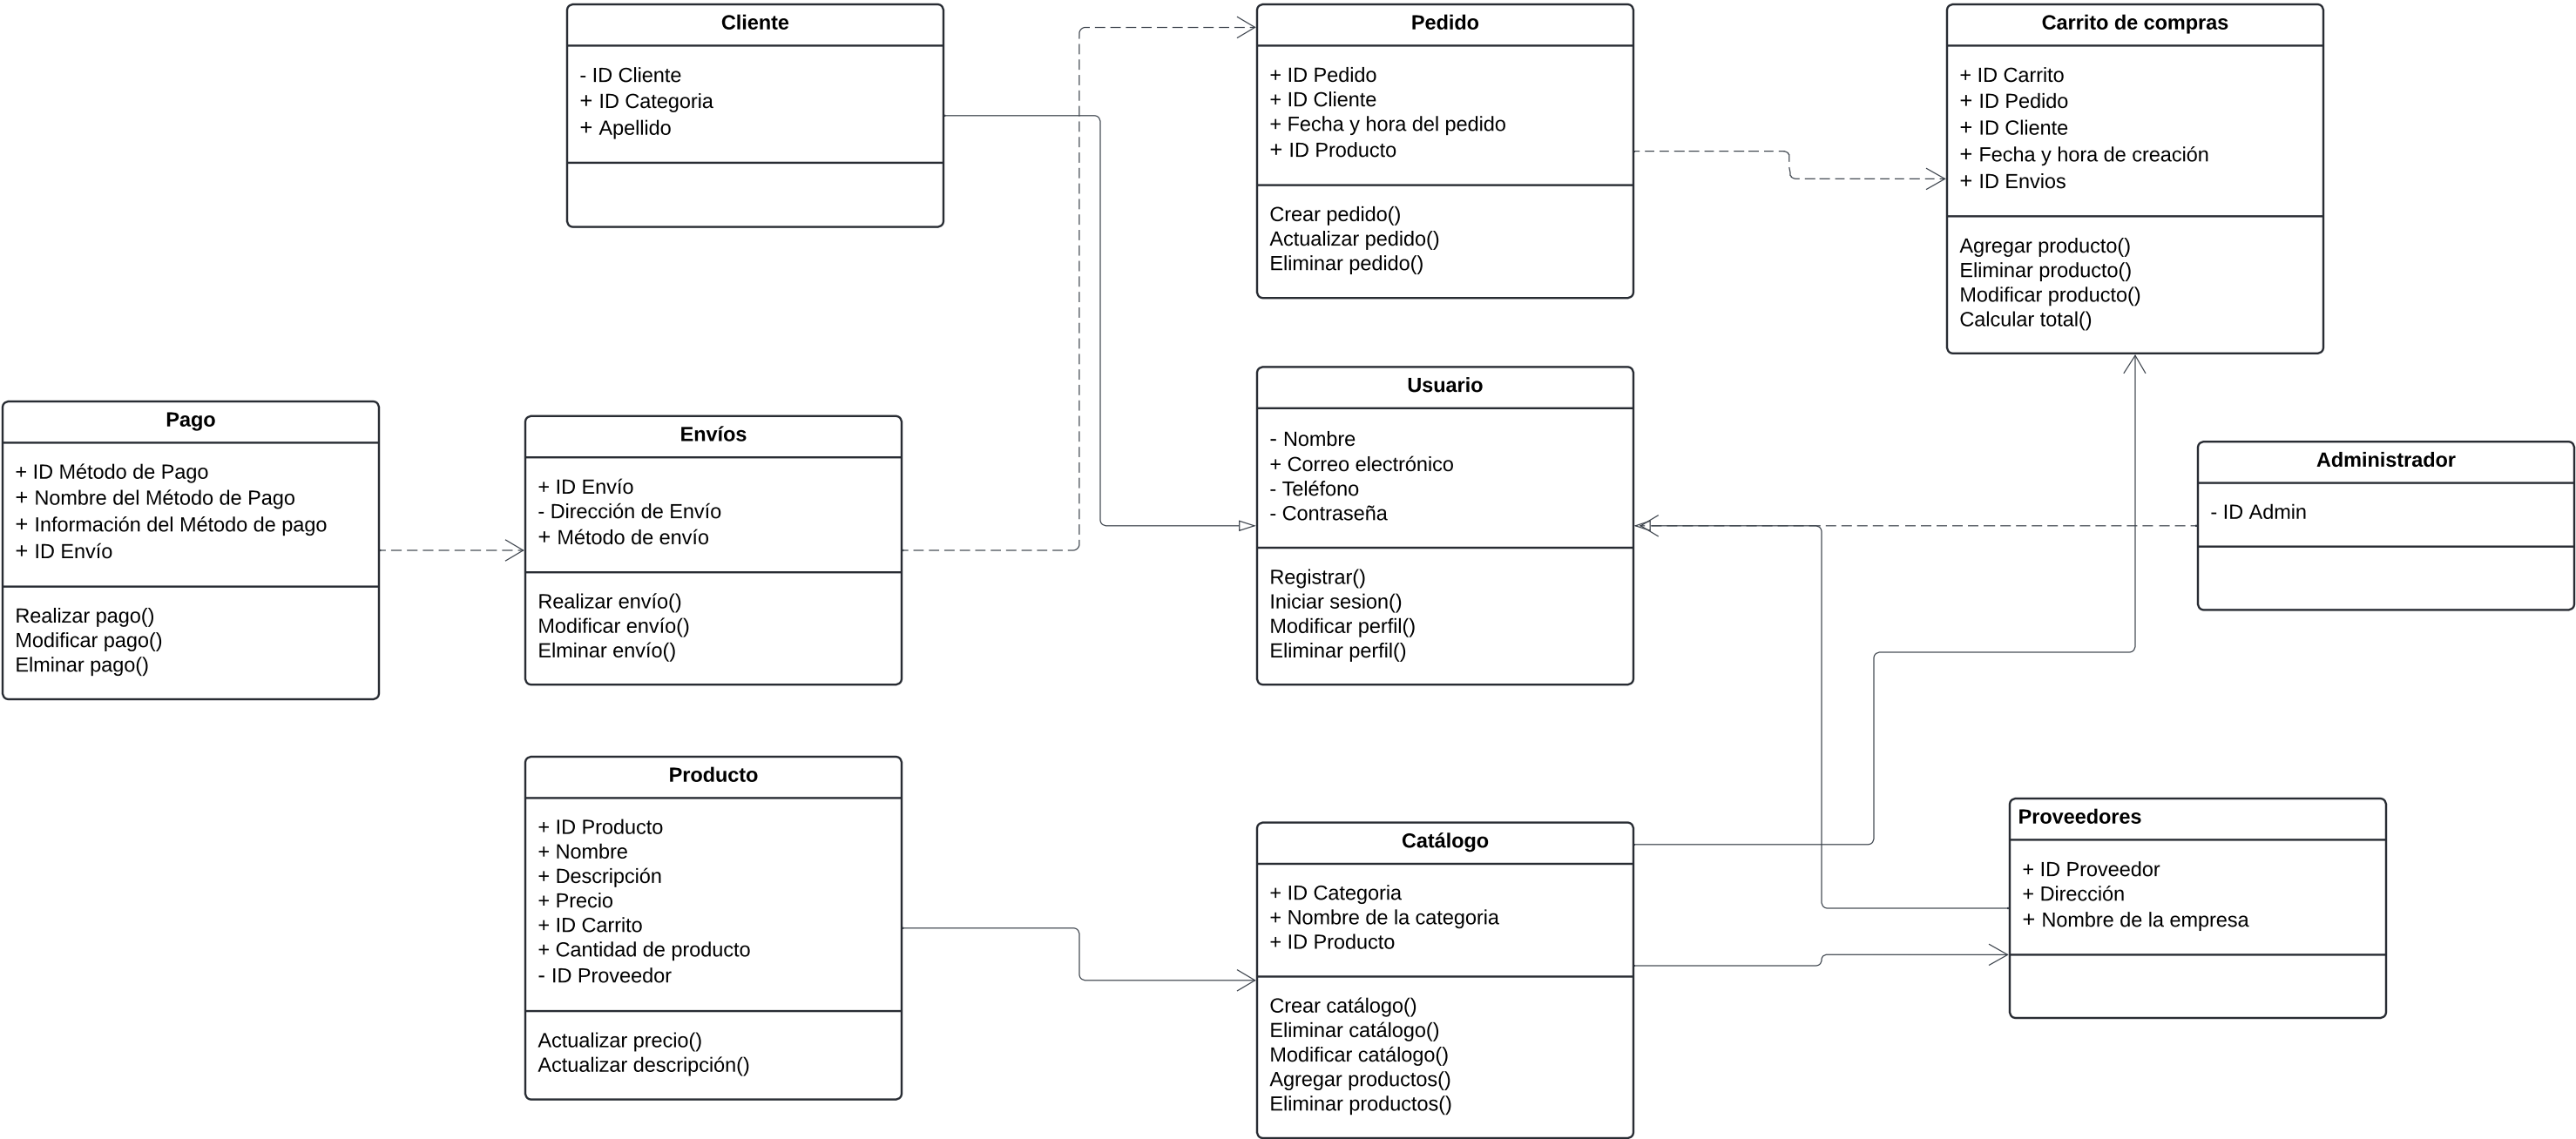 Cliente
- ID Cliente
+ ID Categoria
+ Apellido
Pedido
+ ID Pedido
+ ID Cliente
+ Fecha y hora del pedido
+ ID Producto
Crear pedido()
Actualizar pedido()
Eliminar pedido()
Carrito de compras
+ ID Carrito
+ ID Pedido
+ ID Cliente
+ Fecha y hora de creación
+ ID Envios
Agregar producto()
Eliminar producto()
Modificar producto()
Calcular total()
Pago
+ ID Método de Pago
+ Nombre del Método de Pago
+ Información del Método de pago
+ ID Envío
Realizar pago()
Modificar pago()
Elminar pago()
Envíos
+ ID Envío
- Dirección de Envío
+ Método de envío
Realizar envío()
Modificar envío()
Elminar envío()
Usuario
- Nombre
+ Correo electrónico
- Teléfono
- Contraseña
Registrar()
Iniciar sesion()
Modificar perfil()
Eliminar perfil()
Administrador
- ID Admin
Producto
+ ID Producto
+ Nombre
+ Descripción
+ Precio
+ ID Carrito
+ Cantidad de producto
- ID Proveedor
Actualizar precio()
Actualizar descripción()
Catálogo
+ ID Categoria
+ Nombre de la categoria
+ ID Producto
Crear catálogo()
Eliminar catálogo()
Modificar catálogo()
Agregar productos()
Eliminar productos()
Proveedores
+ ID Proveedor
+ Dirección
+ Nombre de la empresa